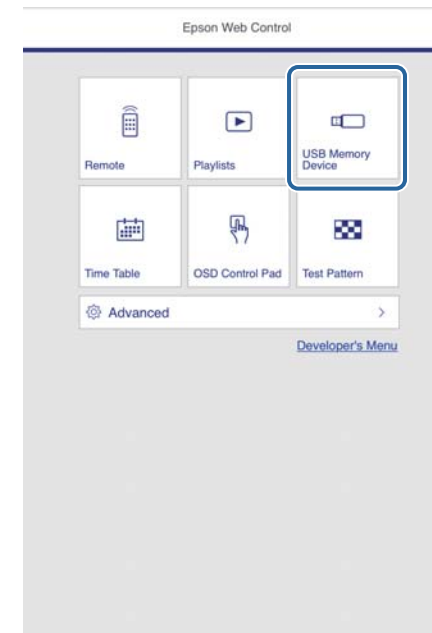 Epson Web Control
Remote
Playlists
USB Memory
Device
Time Table
OSD Control Pad
Test Pattern
Advanced
Developer's Menu